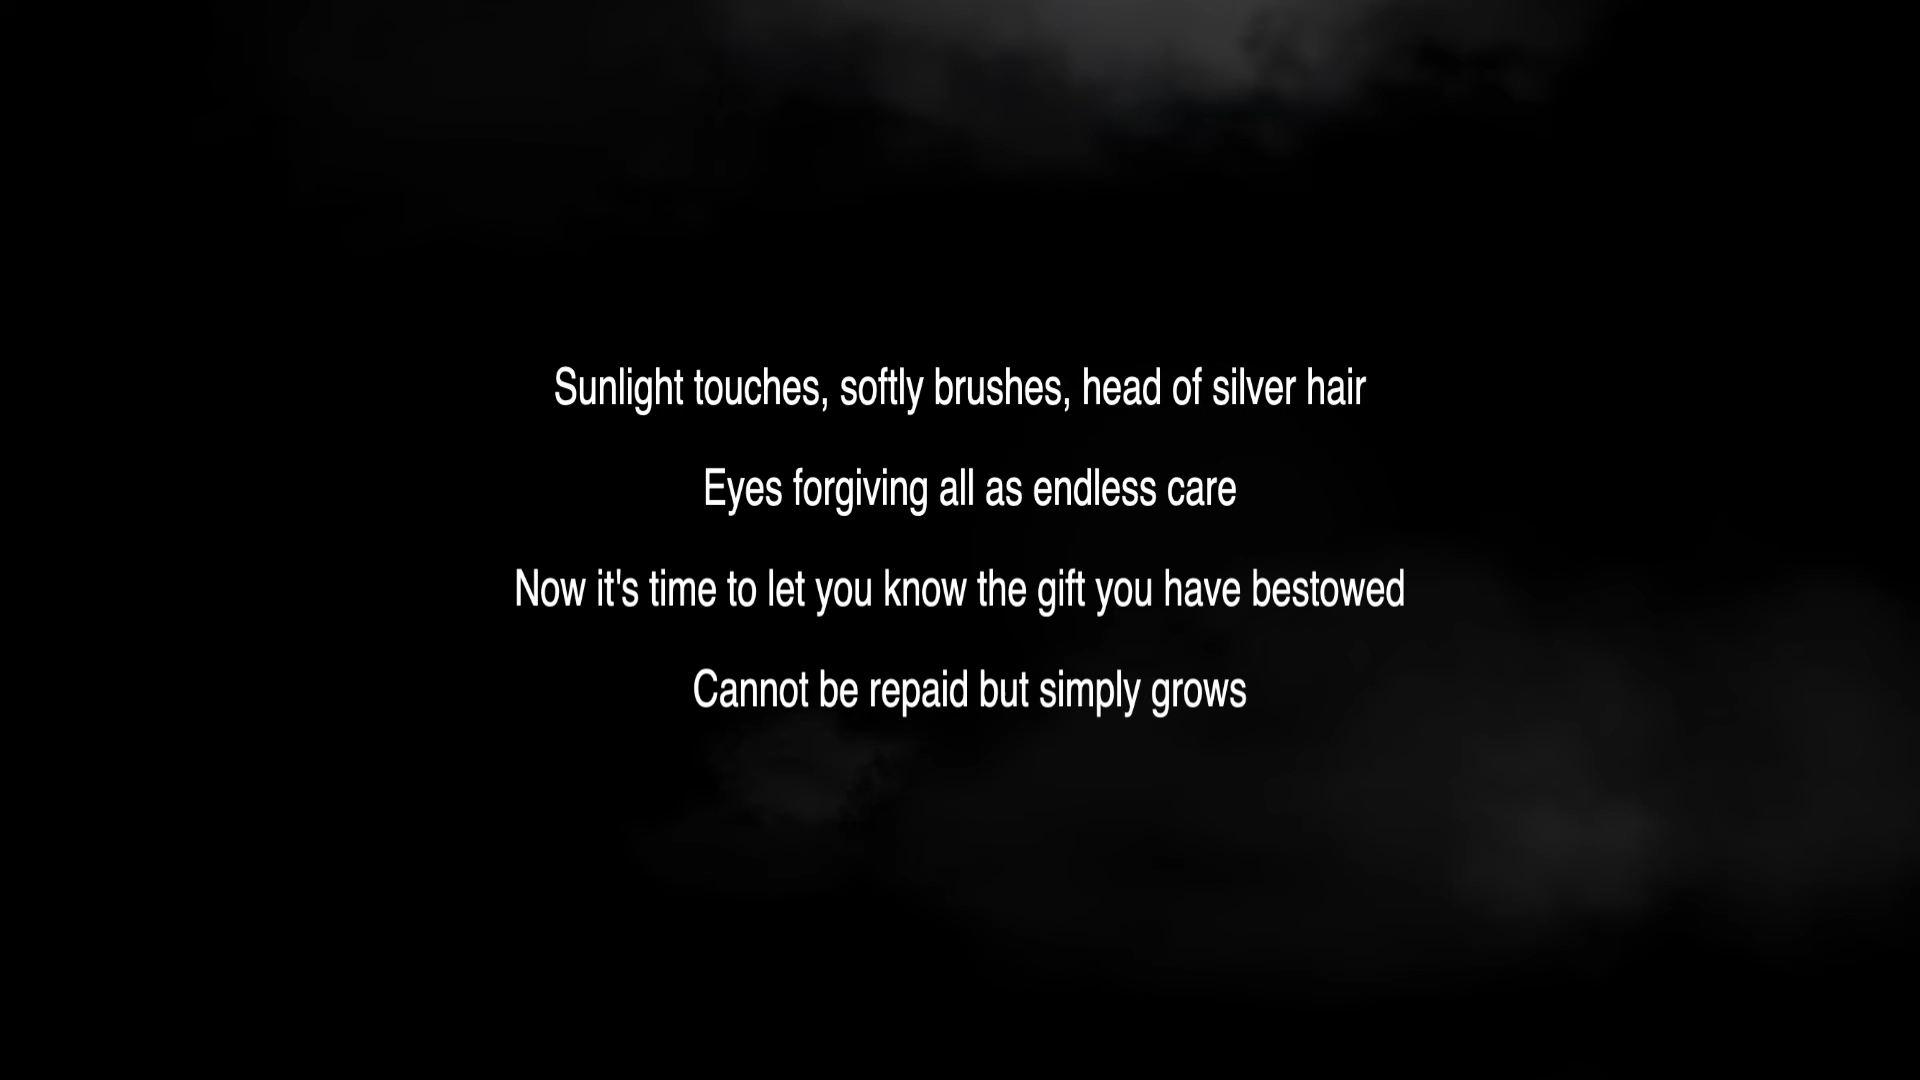 Sunlight touches, softly brushes, head of silver hair
Eyes forgiving all as endless care
Now it's time to let you know the gift you have bestowed
Cannot be repaid but simply grows